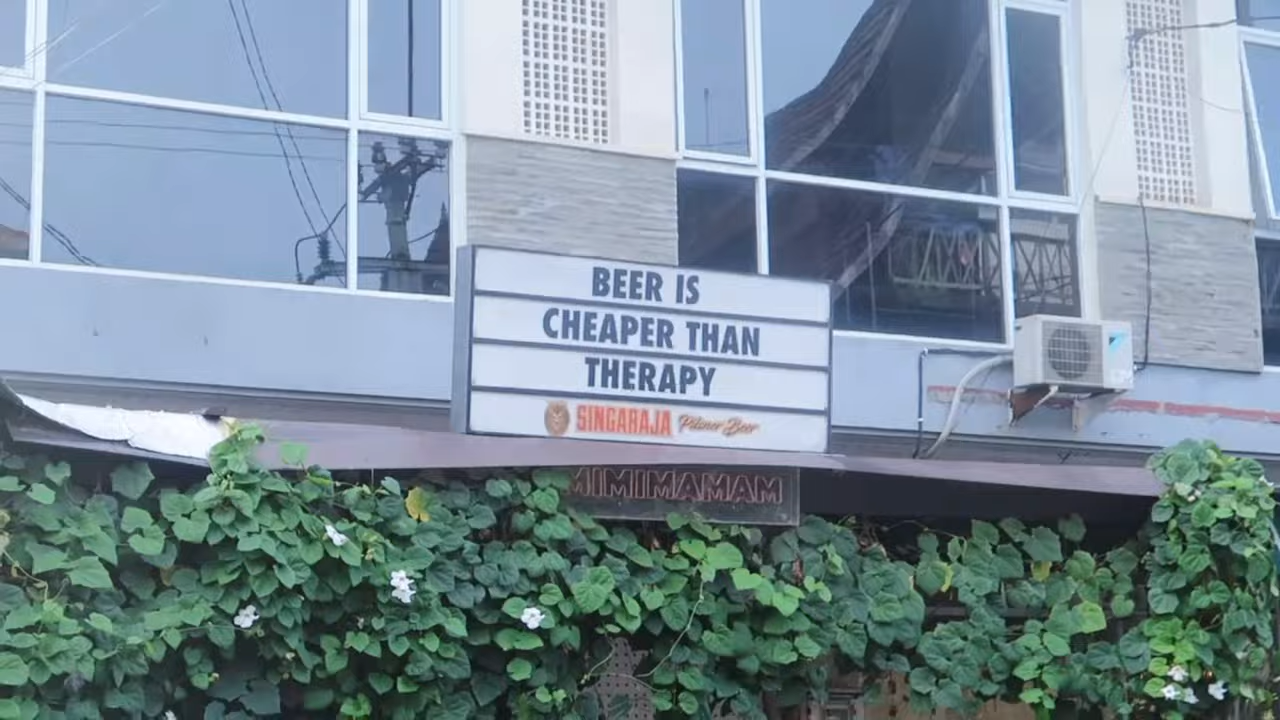 BEER IS
CHEAPER THAN
THERAPY
SINGARAJA Pilsner Beer
MIMIMAMAM